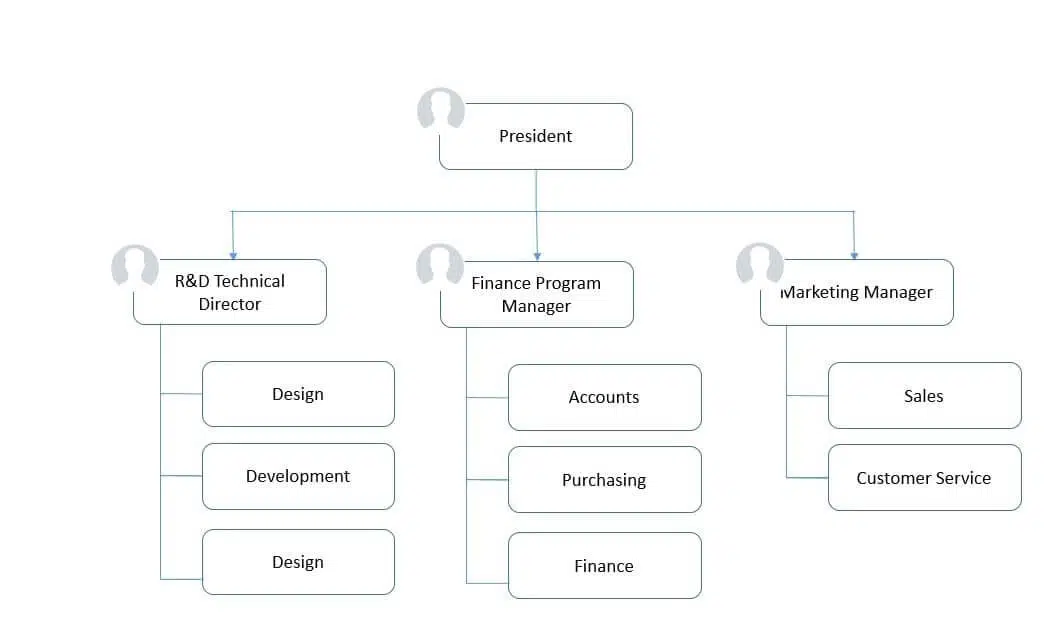 President
R&D Technical
Director
Finance Program
Manager
Marketing Manager
Design
Accounts
Sales
Development
Purchasing
Customer Service
Design
Finance